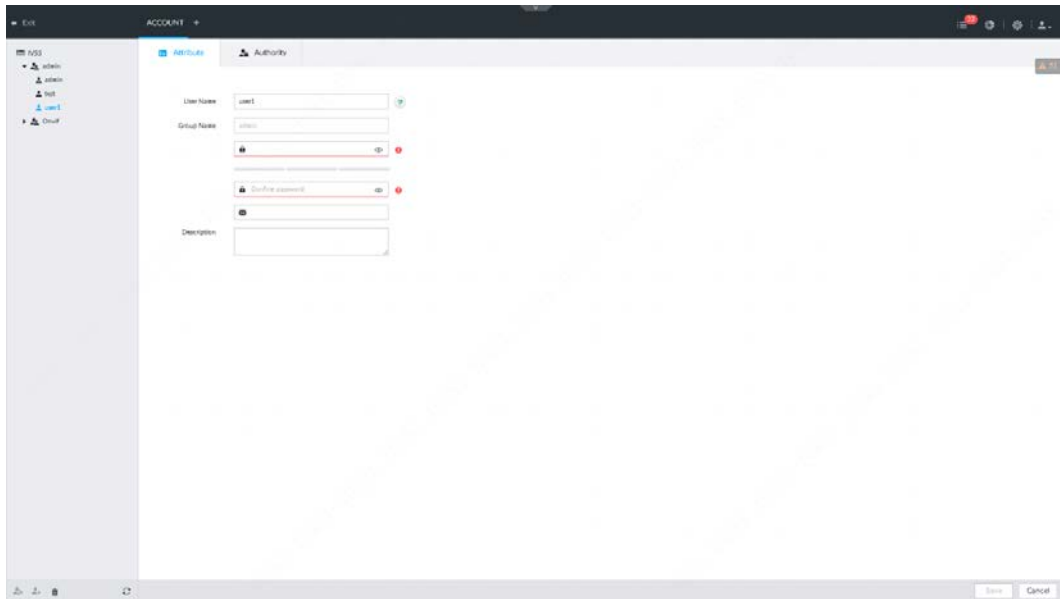 Exit
ACCOUNT +
IVSS
admin
admin
test
user1
Onvif
Attribute
Authority
User Name
user1
?
Group Name
admin
Confirm password
Description
Save
Cancel